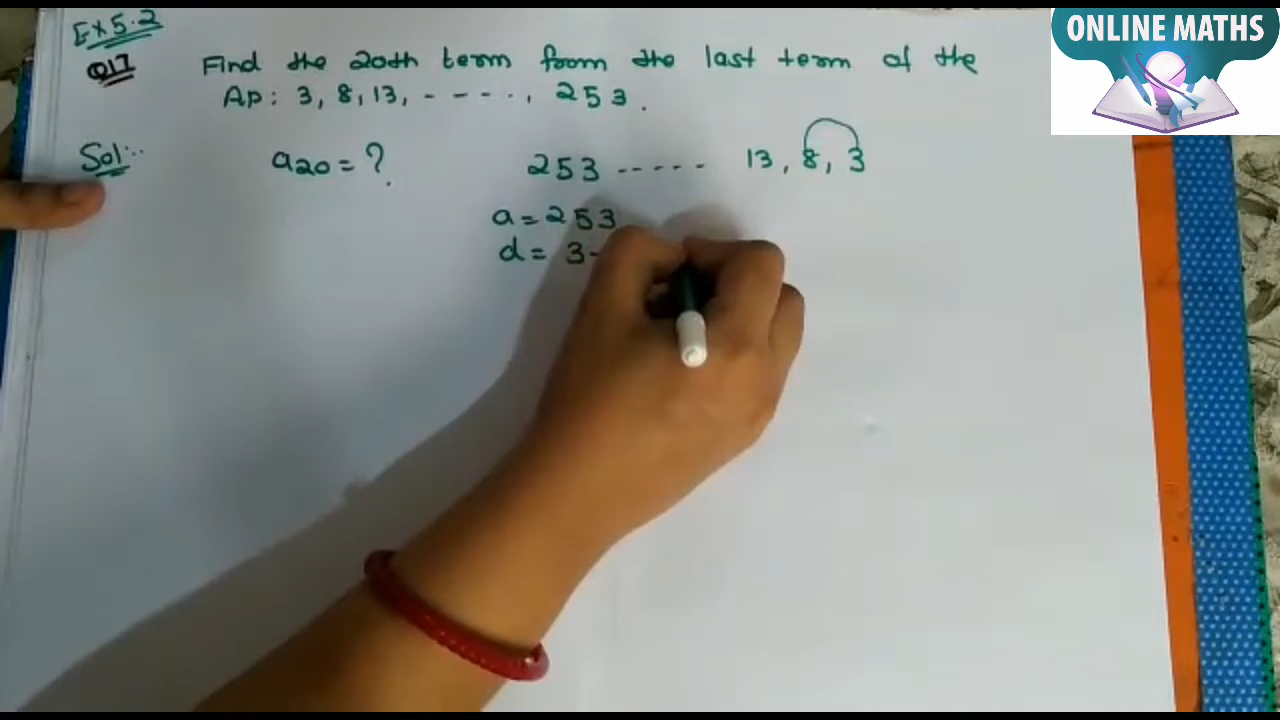 ONLINE MATHS
Ex 5.2
Q17 Find the 20th term from the last term of the
AP: 3, 8, 13, ------, 253.
Sol:- a20 = ? 253 ----- 13, 8, 3
a = 253
d = 3-